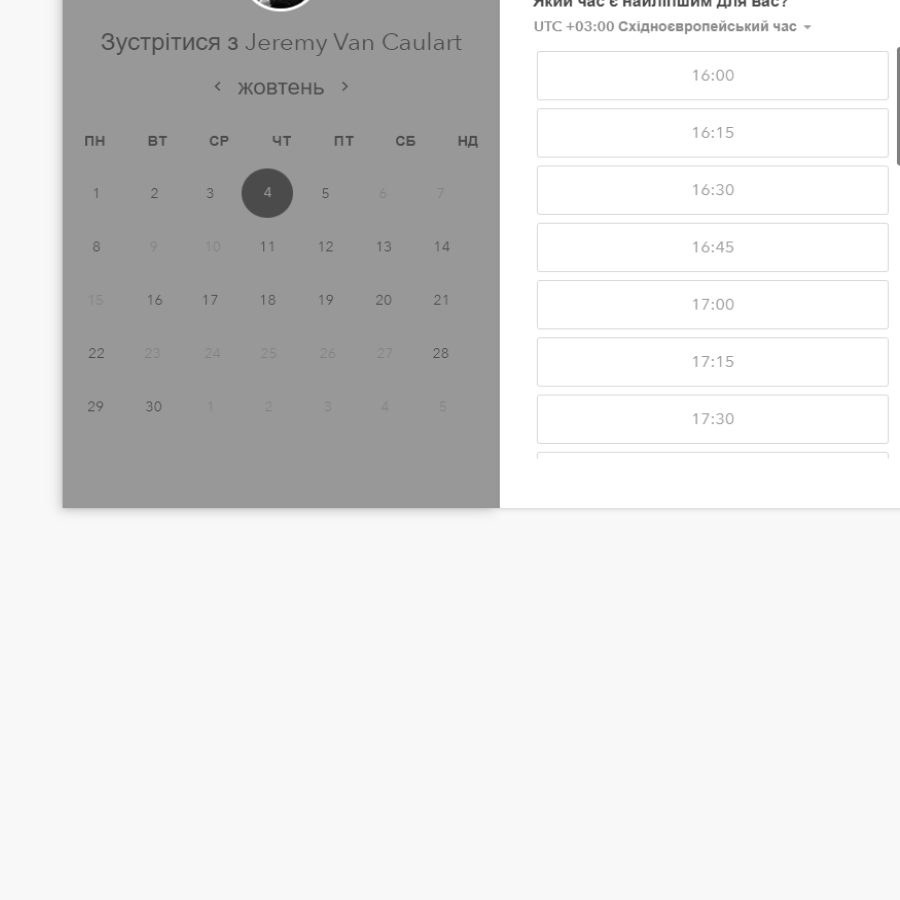 Зустрітися з Jeremy Van Caulart
жовтень
ПН ВТ СР ЧТ ПТ СБ НД
1 2 3 4 5 6 7
8 9 10 11 12 13 14
15 16 17 18 19 20 21
22 23 24 25 26 27 28
29 30 1 2 3 4 5
Який час є найліпшим для вас?
UTC +03:00 Східноєвропейський час
16:00
16:15
16:30
16:45
17:00
17:15
17:30